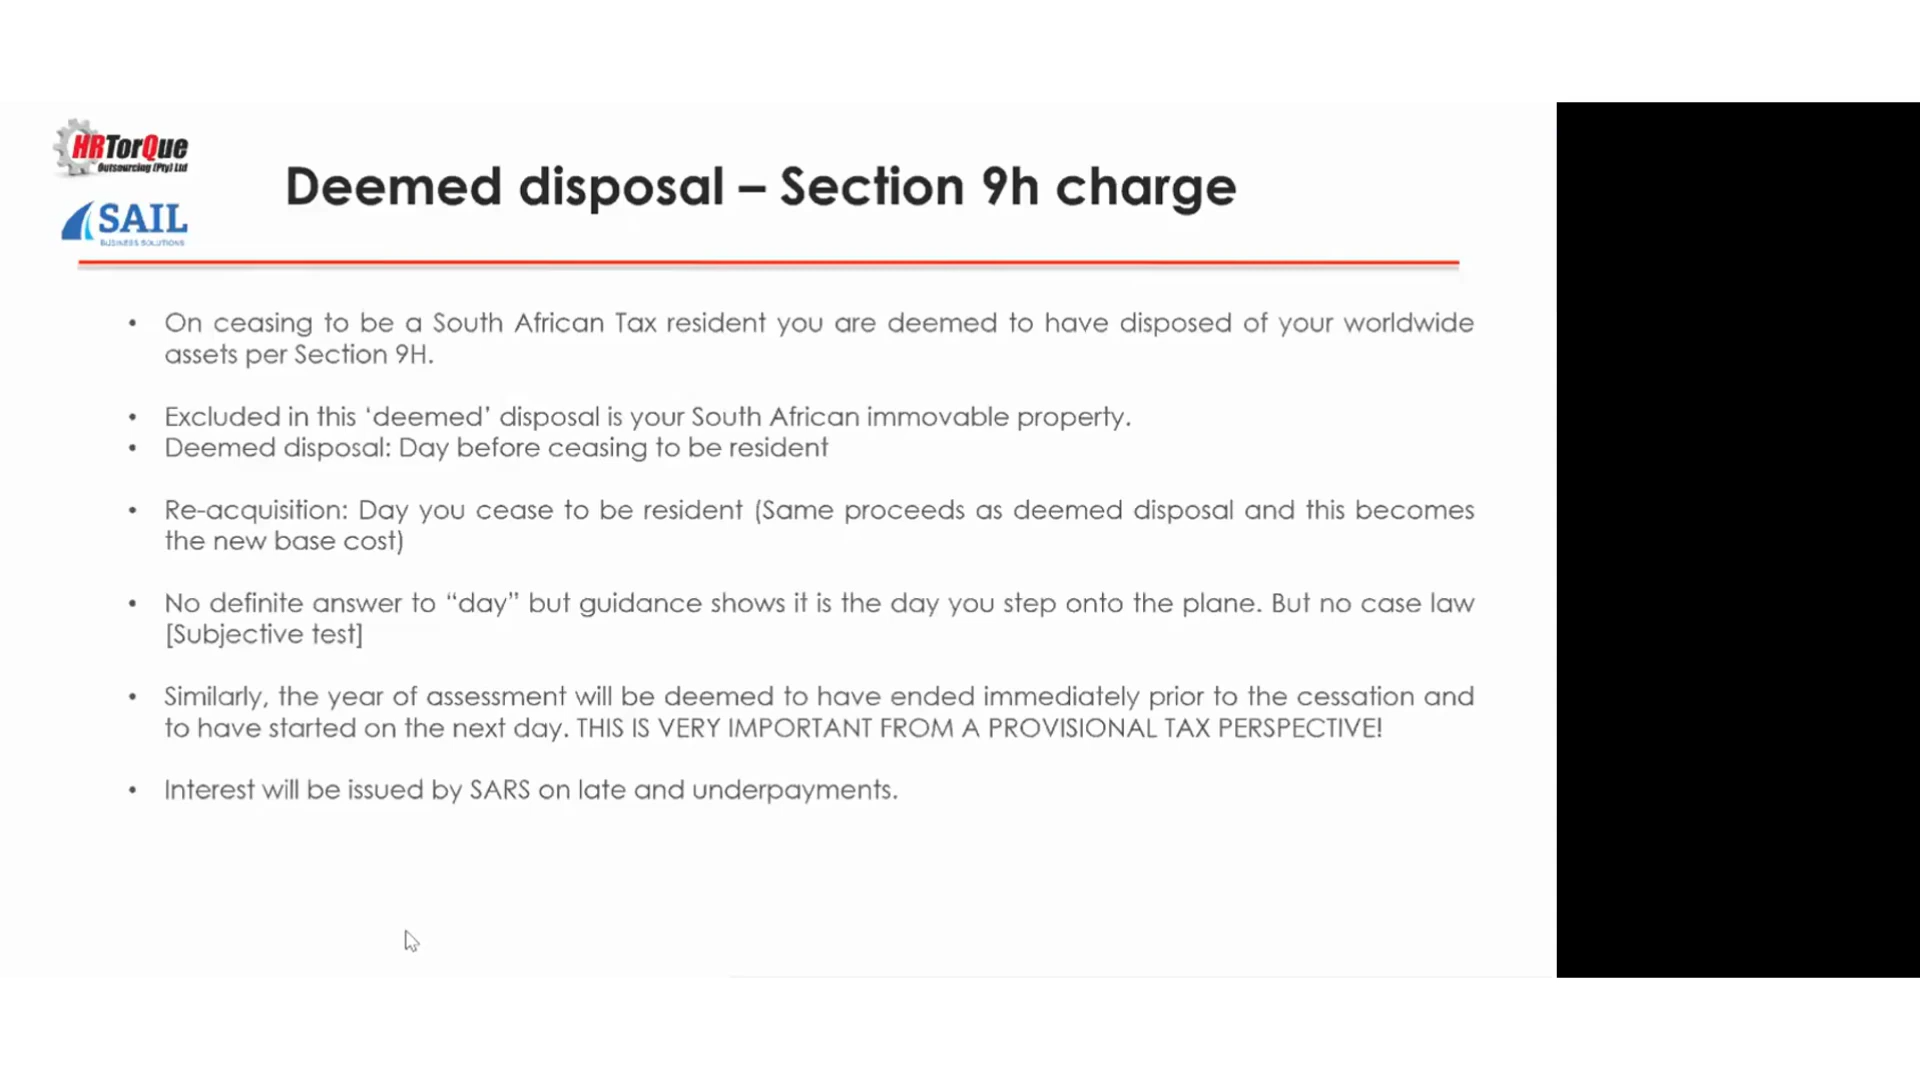 HRTorQue
Outsourcing (Pty) Ltd
SAIL
BUSINESS SOLUTIONS
Deemed disposal – Section 9h charge
• On ceasing to be a South African Tax resident you are deemed to have disposed of your worldwide
assets per Section 9H.
• Excluded in this ‘deemed’ disposal is your South African immovable property.
• Deemed disposal: Day before ceasing to be resident
• Re-acquisition: Day you cease to be resident (Same proceeds as deemed disposal and this becomes
the new base cost)
• No definite answer to “day” but guidance shows it is the day you step onto the plane. But no case law
[Subjective test]
• Similarly, the year of assessment will be deemed to have ended immediately prior to the cessation and
to have started on the next day. THIS IS VERY IMPORTANT FROM A PROVISIONAL TAX PERSPECTIVE!
• Interest will be issued by SARS on late and underpayments.